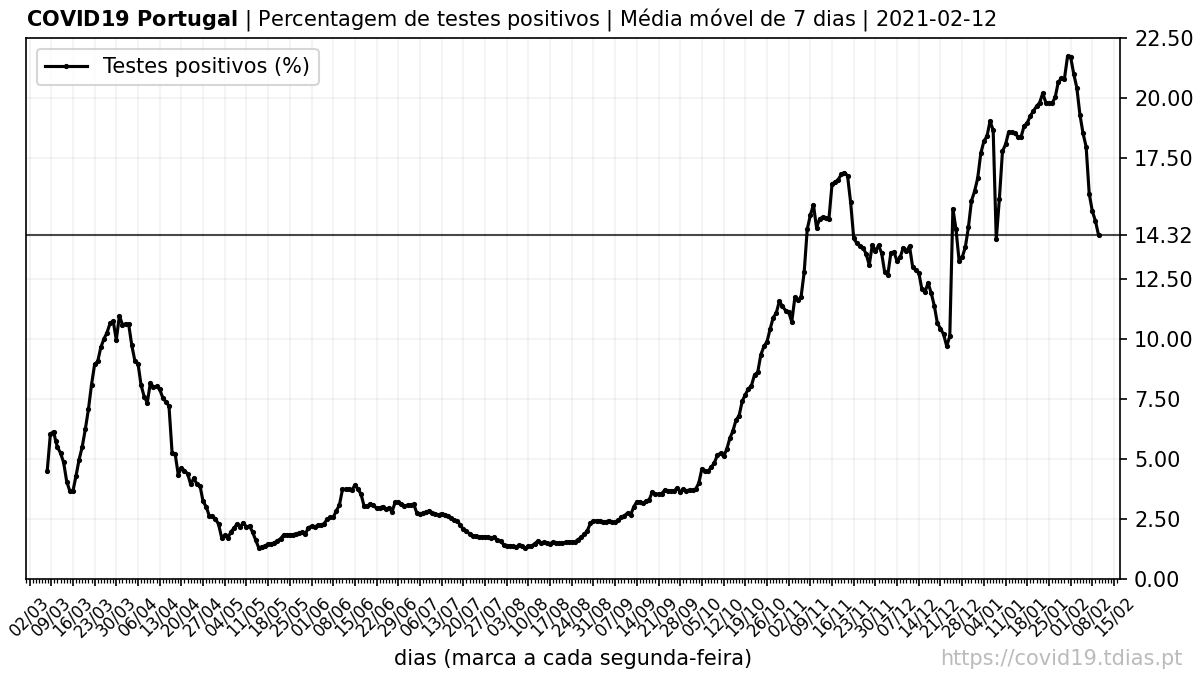 COVID19 Portugal | Percentagem de testes positivos | Média móvel de 7 dias | 2021-02-12
Testes positivos (%)
22.50
20.00
17.50
14.32
12.50
10.00
7.50
5.00
2.50
0.00
02/03 09/03 16/03 23/03 30/03 06/04 13/04 20/04 27/04 04/05 11/05 18/05 25/05 01/06 08/06 15/06 22/06 29/06 06/07 13/07 20/07 27/07 03/08 10/08 17/08 24/08 31/08 07/09 14/09 21/09 28/09 05/10 12/10 19/10 26/10 02/11 09/11 16/11 23/11 30/11 07/12 14/12 21/12 28/12 04/01 11/01 18/01 25/01 01/02 08/02 15/02
dias (marca a cada segunda-feira)
https://covid19.tdias.pt